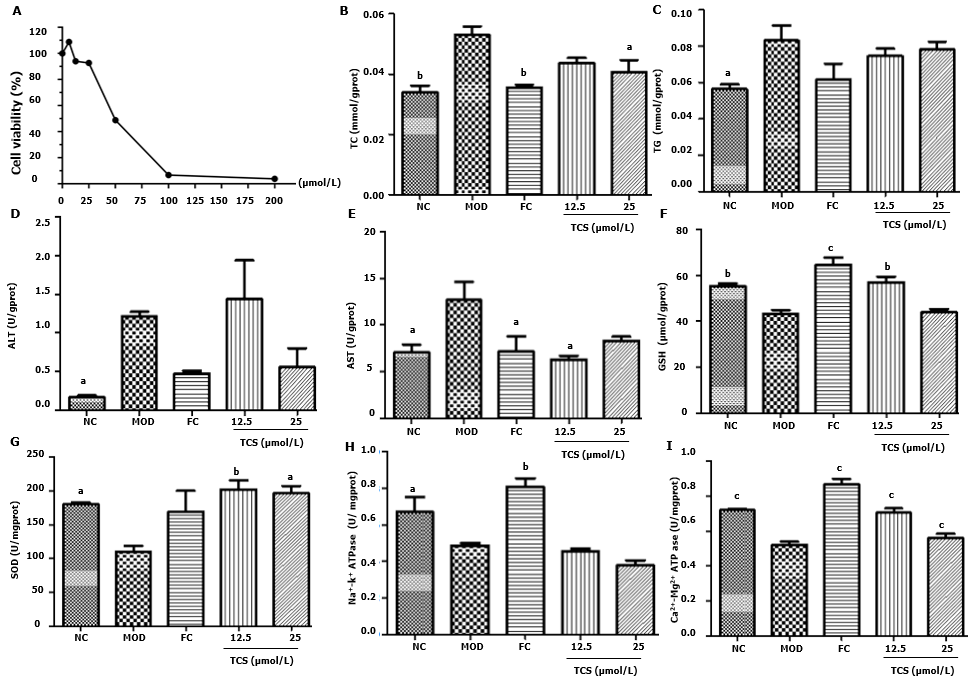 A
Cell viability (%)
120
100
80
60
40
20
0
0 25 50 75 100 125 150 175 200
(µmol/L)
B
TC (mmol/gprot)
0.06
0.04
0.02
0.00
b b a
NC MOD FC 12.5 25
TCS (µmol/L)
C
TG (mmol/gprot)
0.10
0.08
0.06
0.04
0.02
0.00
a
NC MOD FC 12.5 25
TCS (µmol/L)
D
ALT (U/gprot)
2.5
2.0
1.5
1.0
0.5
0.0
a
NC MOD FC 12.5 25
TCS (µmol/L)
E
AST (U/gprot)
20
15
10
5
0
a a a
NC MOD FC 12.5 25
TCS (µmol/L)
F
GSH (µmol/gprot)
80
60
40
20
0
b c b
NC MOD FC 12.5 25
TCS (µmol/L)
G
SOD (U/mgprot)
250
200
150
100
50
0
a b a
NC MOD FC 12.5 25
TCS (µmol/L)
H
Na⁺-k⁺ ATPase (U/ mgprot)
1.0
0.8
0.6
0.4
0.2
0.0
a b
NC MOD FC 12.5 25
TCS (µmol/L)
I
Ca²⁺-Mg²⁺ ATP ase (U/mgprot)
1.0
0.8
0.6
0.4
0.2
0.0
c c c c
NC MOD FC 12.5 25
TCS (µmol/L)